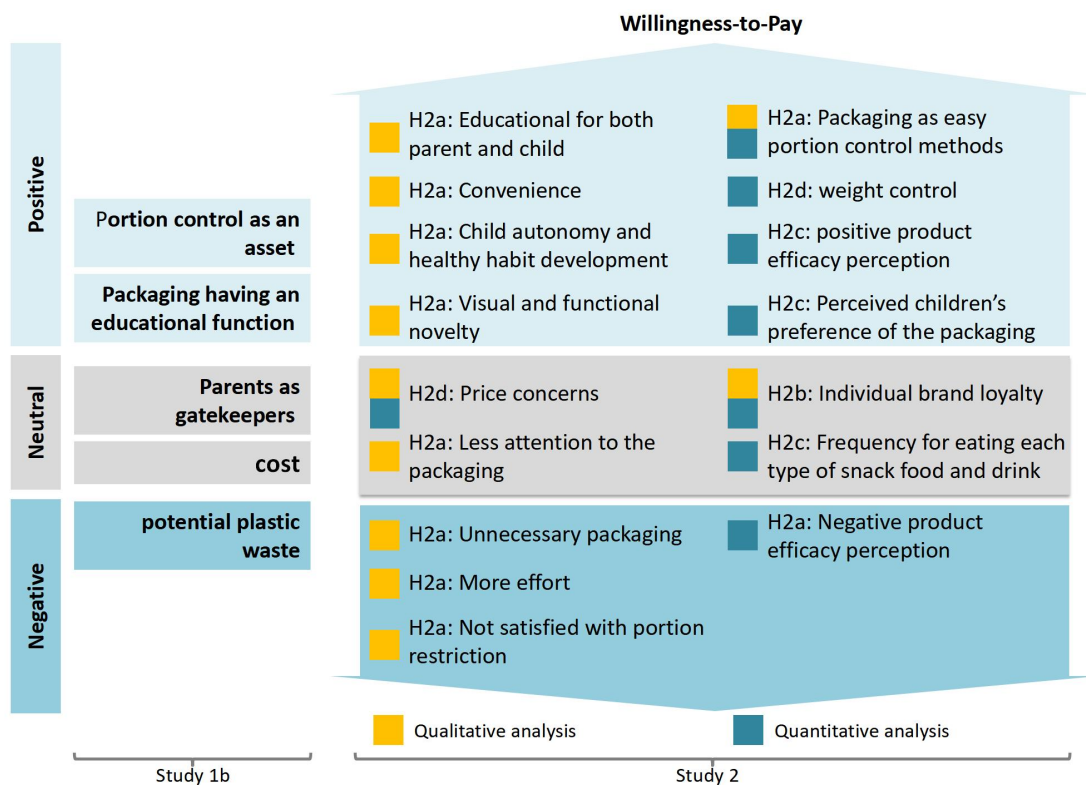 Willingness-to-Pay
Positive
Portion control as an
asset
Packaging having an
educational function
H2a: Educational for both
parent and child
H2a: Convenience
H2a: Child autonomy and
healthy habit development
H2a: Visual and functional
novelty
H2a: Packaging as easy
portion control methods
H2d: weight control
H2c: positive product
efficacy perception
H2c: Perceived children's
preference of the packaging
Neutral
Parents as
gatekeepers
cost
H2d: Price concerns
H2a: Less attention to the
packaging
H2b: Individual brand loyalty
H2c: Frequency for eating each
type of snack food and drink
Negative
potential plastic
waste
H2a: Unnecessary packaging
H2a: More effort
H2a: Not satisfied with portion
restriction
H2a: Negative product
efficacy perception
Qualitative analysis
Quantitative analysis
Study 1b
Study 2